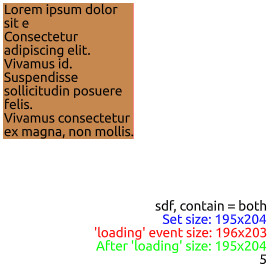 Lorem ipsum dolor
sit e
Consectetur
adipiscing elit.
Vivamus id.
Suspendisse
sollicitudin posuere
felis.
Vivamus consectetur
ex magna, non mollis.
sdf, contain = both
Set size: 195x204
'loading' event size: 196x203
After 'loading' size: 195x204
5